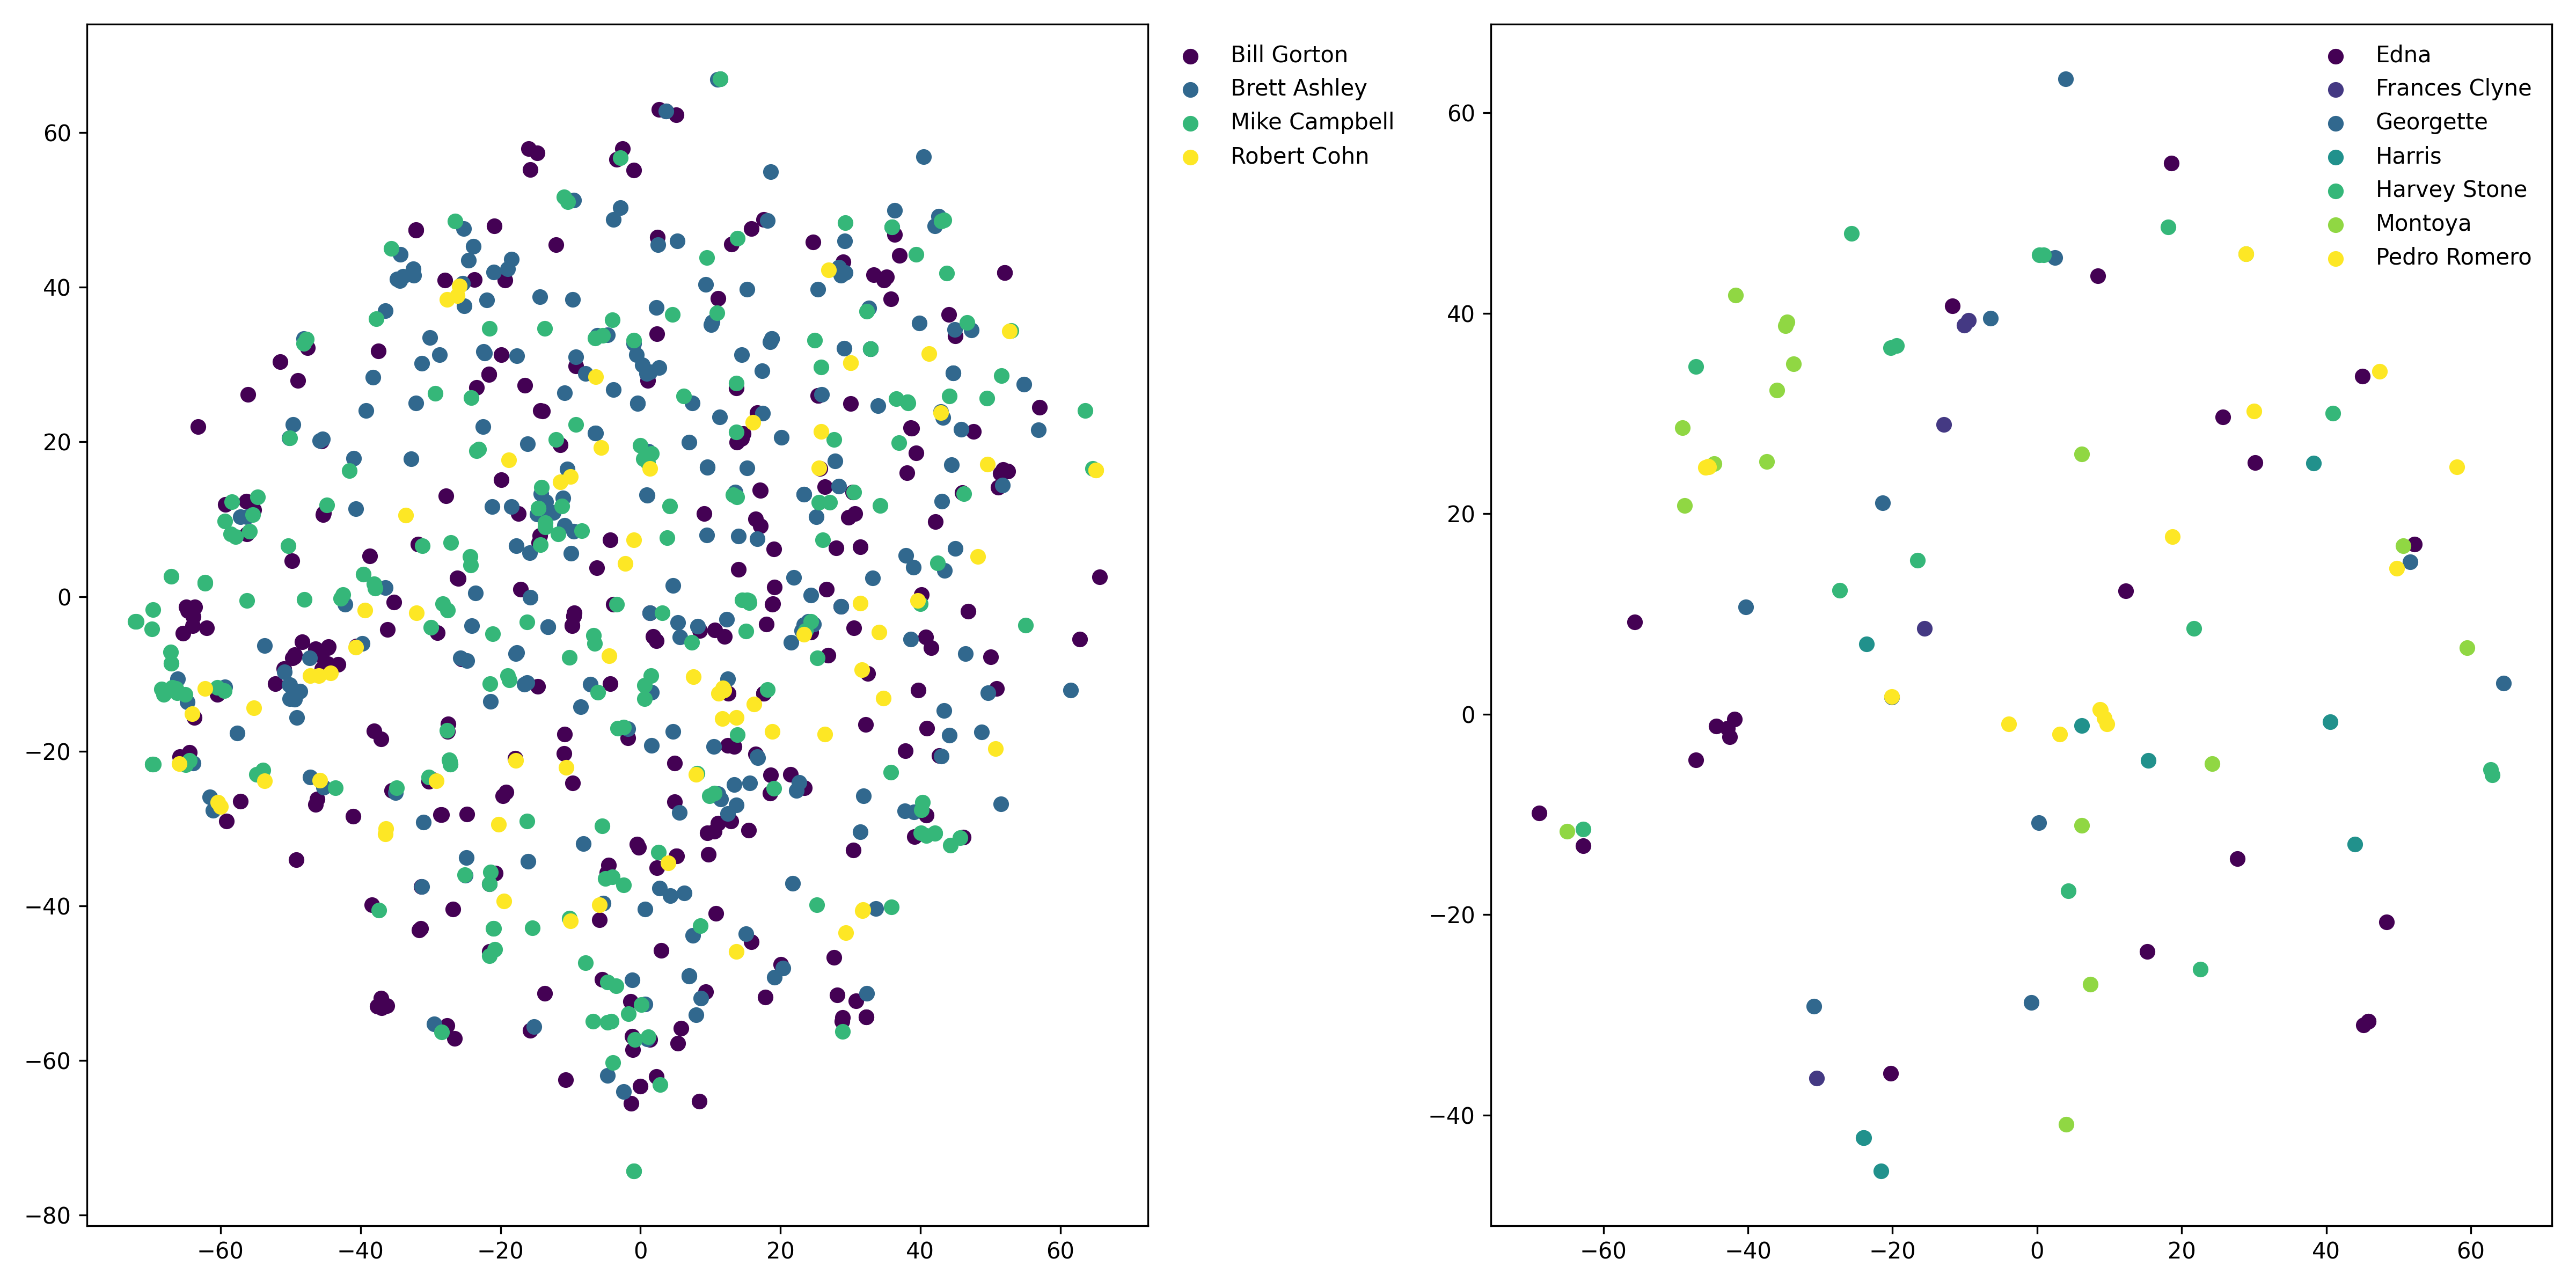 60
40
20
0
−20
−40
−60
−80
−60 −40 −20 0 20 40 60
Bill Gorton
Brett Ashley
Mike Campbell
Robert Cohn
60
40
20
0
−20
−40
−60 −40 −20 0 20 40 60
Edna
Frances Clyne
Georgette
Harris
Harvey Stone
Montoya
Pedro Romero